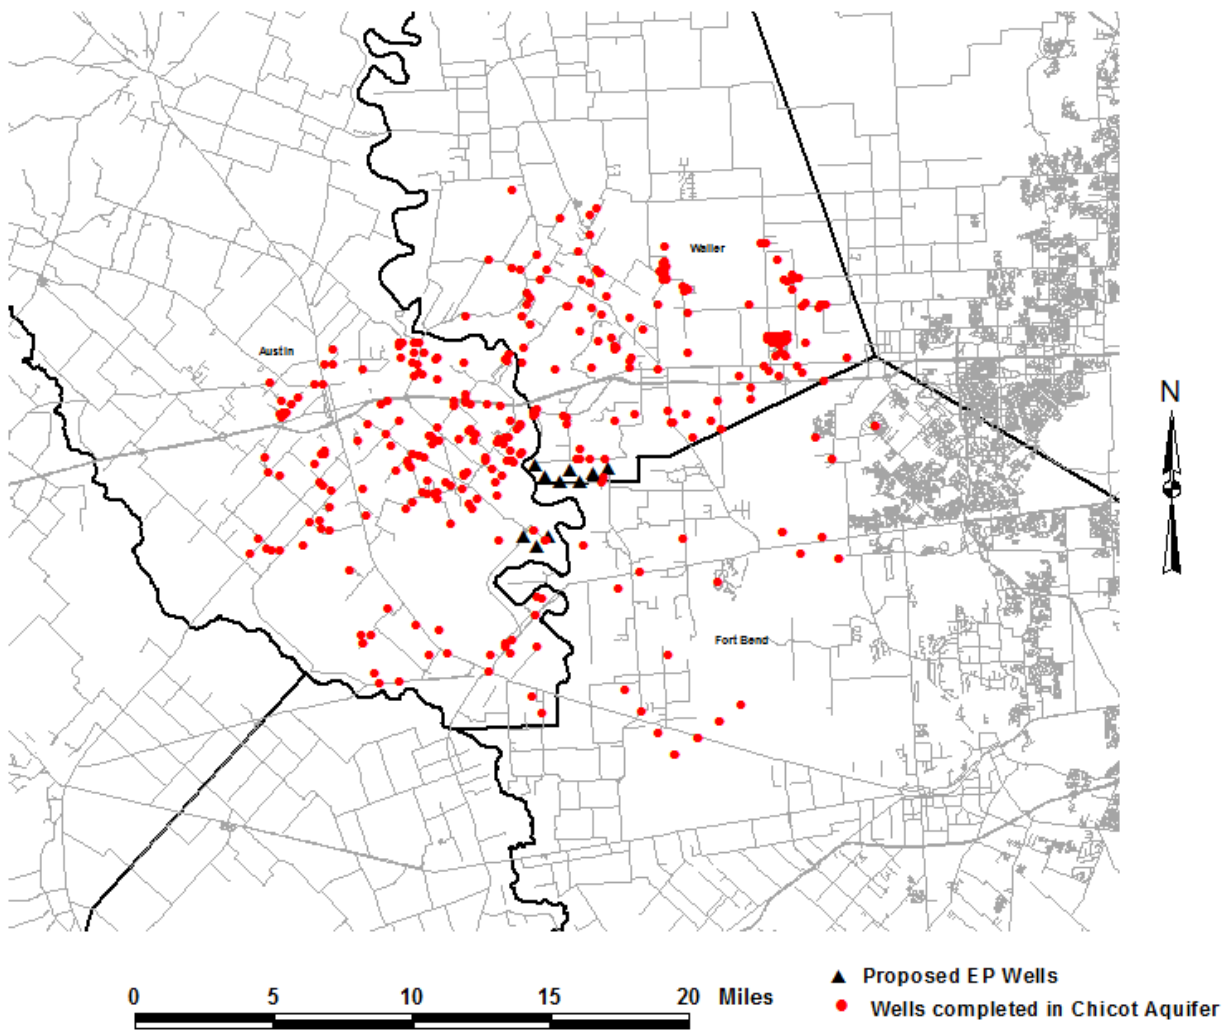 Waller
Austin
N
Fort Bend
0 5 10 15 20 Miles
Proposed EP Wells
Wells completed in Chicot Aquifer